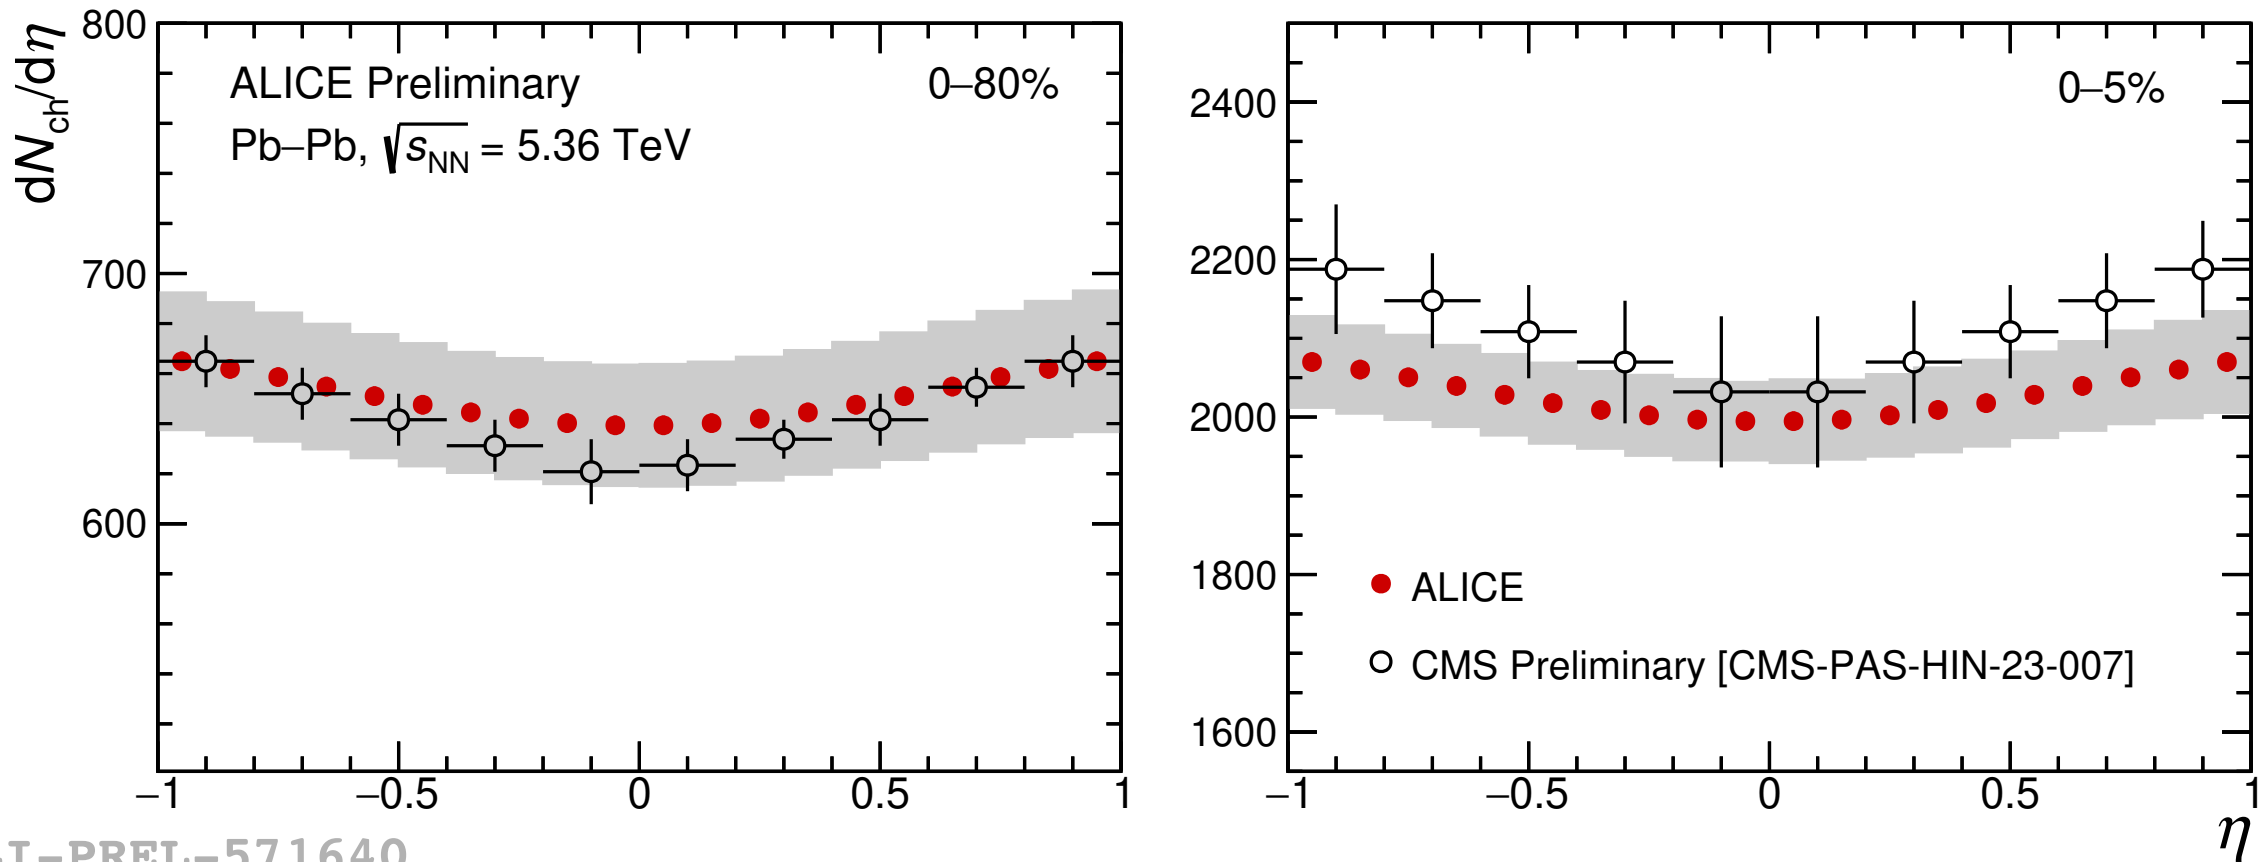 dNch/dη
800
700
600
ALICE Preliminary
Pb–Pb, √sNN = 5.36 TeV
0–80%
−1 −0.5 0 0.5 1
2400
2200
2000
1800
1600
0–5%
ALICE
CMS Preliminary [CMS-PAS-HIN-23-007]
−1 −0.5 0 0.5 1
η
I-PREL-571640